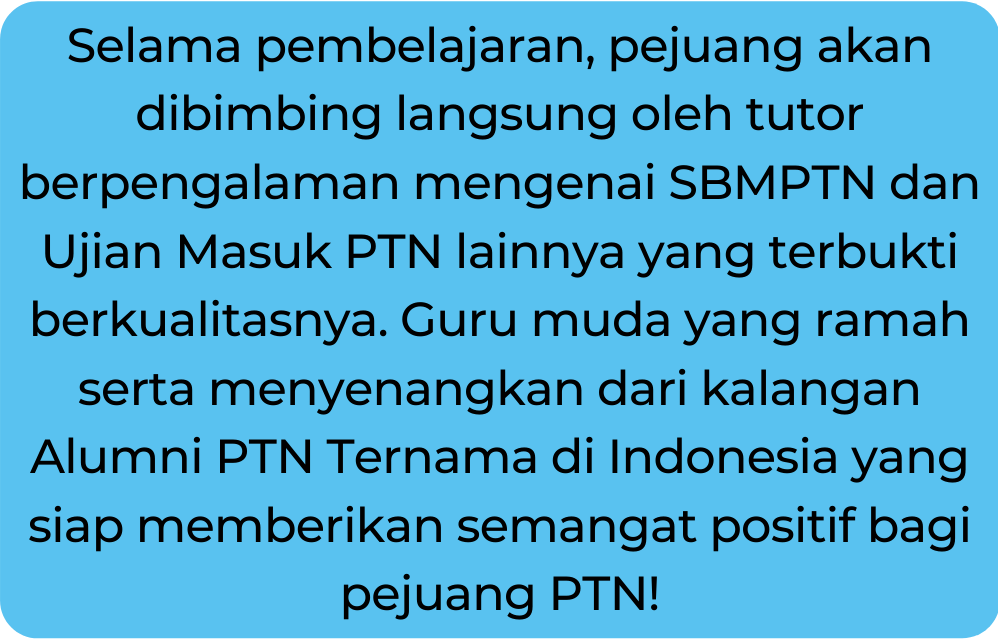 Selama pembelajaran, pejuang akan
dibimbing langsung oleh tutor
berpengalaman mengenai SBMPTN dan
Ujian Masuk PTN lainnya yang terbukti
berkualitasnya. Guru muda yang ramah
serta menyenangkan dari kalangan
Alumni PTN Ternama di Indonesia yang
siap memberikan semangat positif bagi
pejuang PTN!